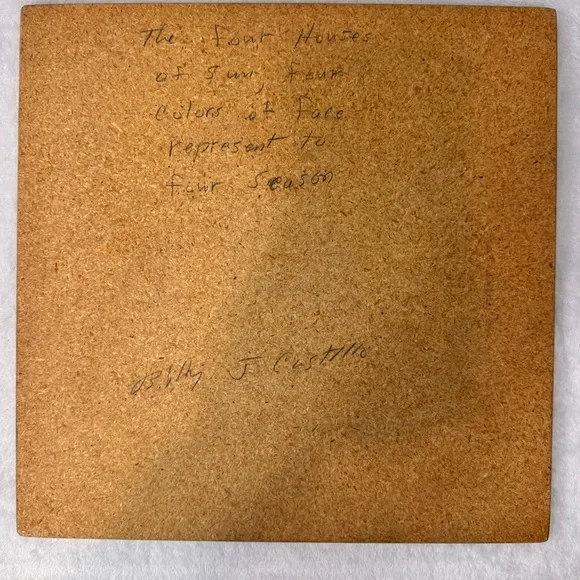 The four Houses
of Sun, four
Colors of face
represent to
four Season
Billy J Castillo